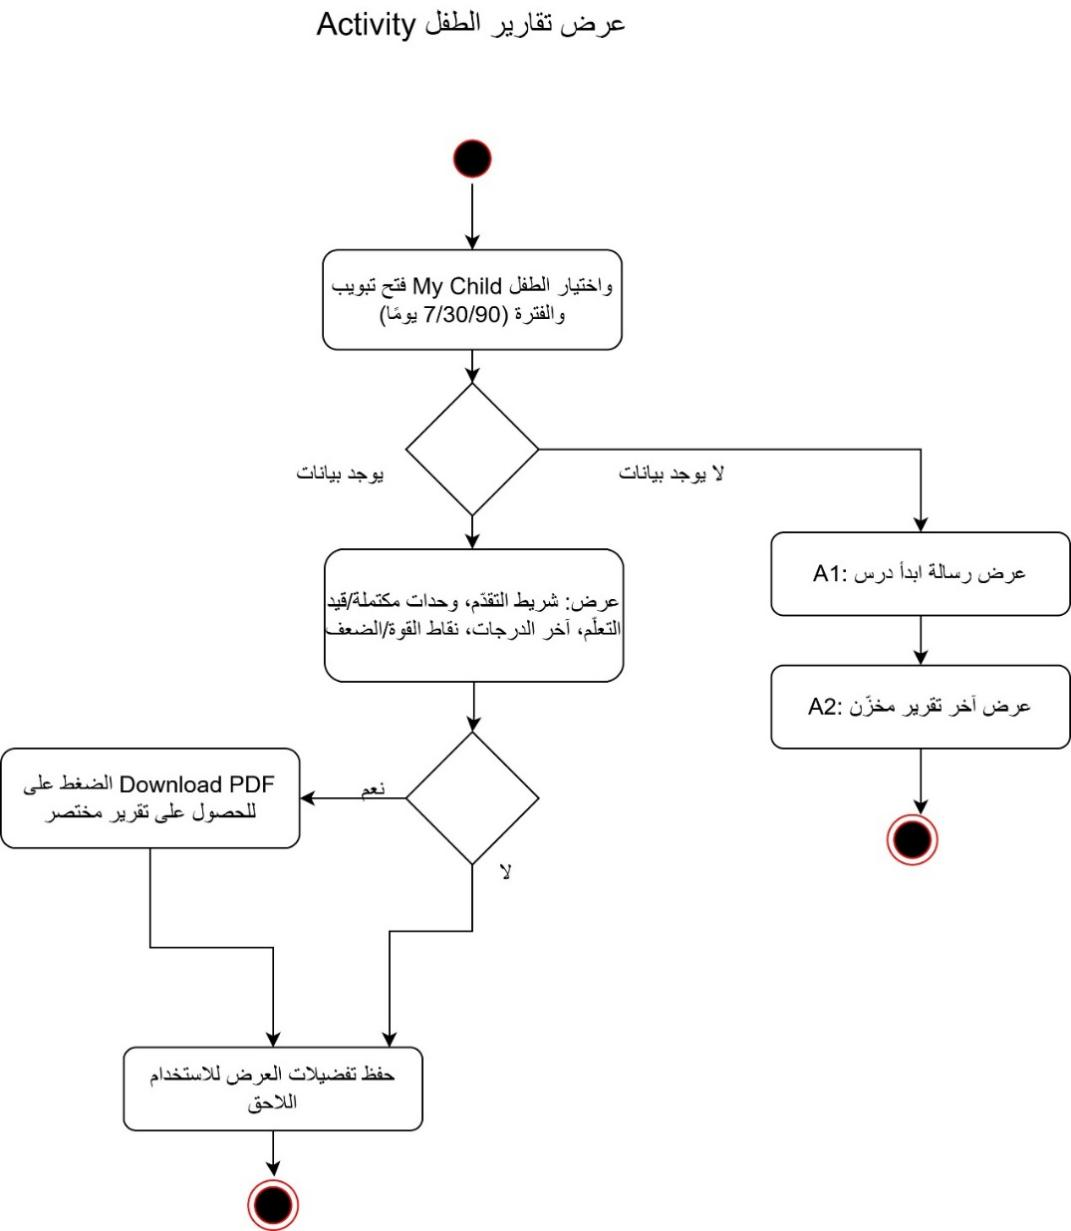 عرض تقارير الطفل Activity
واختيار الطفل My Child فتح تبويب
والفترة (7/30/90 يومًا)
يوجد بيانات
لا يوجد بيانات
عرض: شريط التقدّم، وحدات مكتملة/قيد
التعلّم، آخر الدرجات، نقاط القوة/الضعف
A1: عرض رسالة ابدأ درس
A2: عرض آخر تقرير مخزّن
نعم
Download PDF الضغط على
للحصول على تقرير مختصر
لا
حفظ تفضيلات العرض للاستخدام
اللاحق